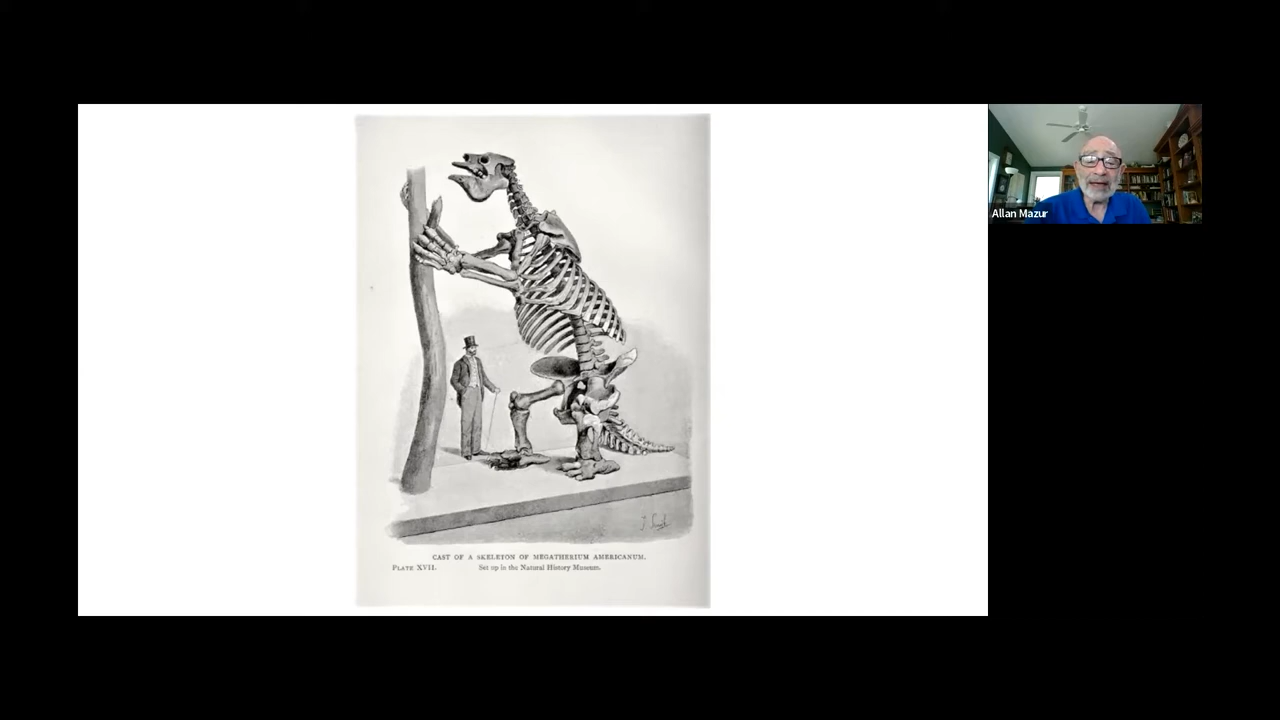 CAST OF A SKELETON OF MEGATHERIUM AMERICANUM.
PLATE XVII. Set up in the Natural History Museum.
Allan Mazur